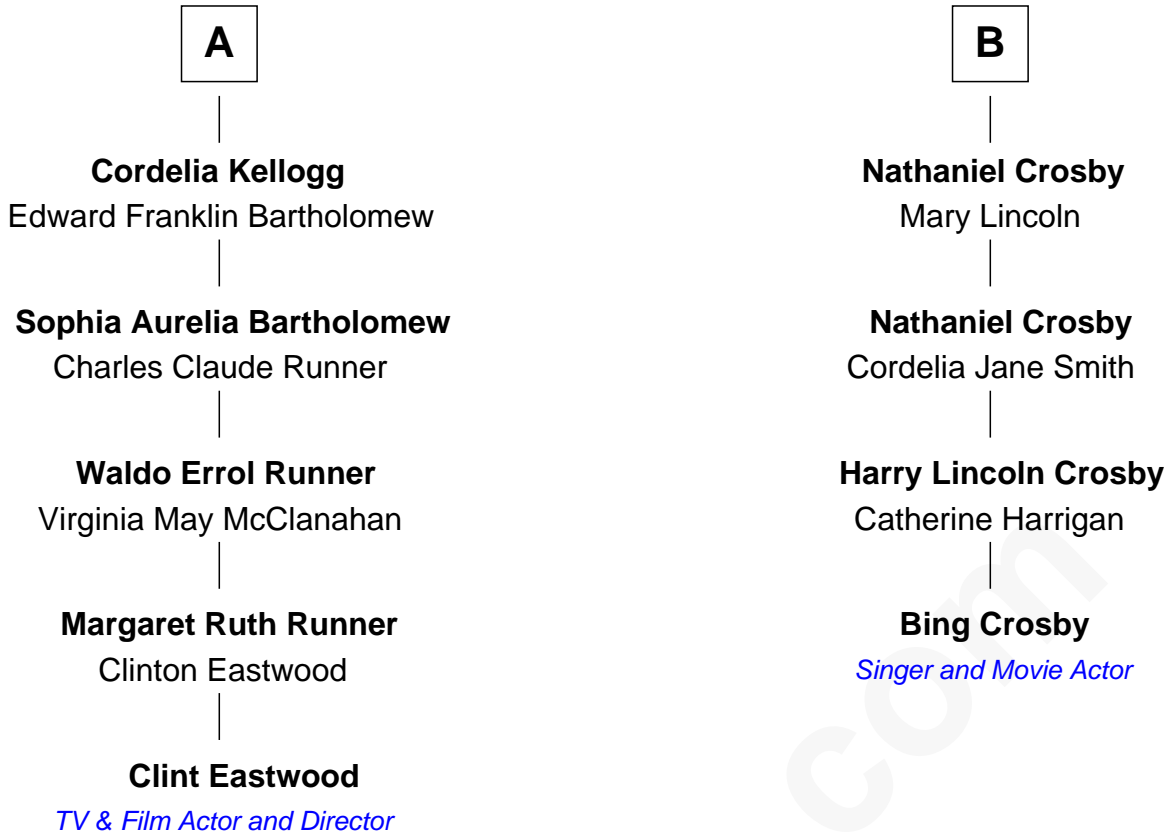 A
Cordelia Kellogg
Edward Franklin Bartholomew
Sophia Aurelia Bartholomew
Charles Claude Runner
Waldo Errol Runner
Virginia May McClanahan
Margaret Ruth Runner
Clinton Eastwood
Clint Eastwood
TV & Film Actor and Director
B
Nathaniel Crosby
Mary Lincoln
Nathaniel Crosby
Cordelia Jane Smith
Harry Lincoln Crosby
Catherine Harrigan
Bing Crosby
Singer and Movie Actor
com